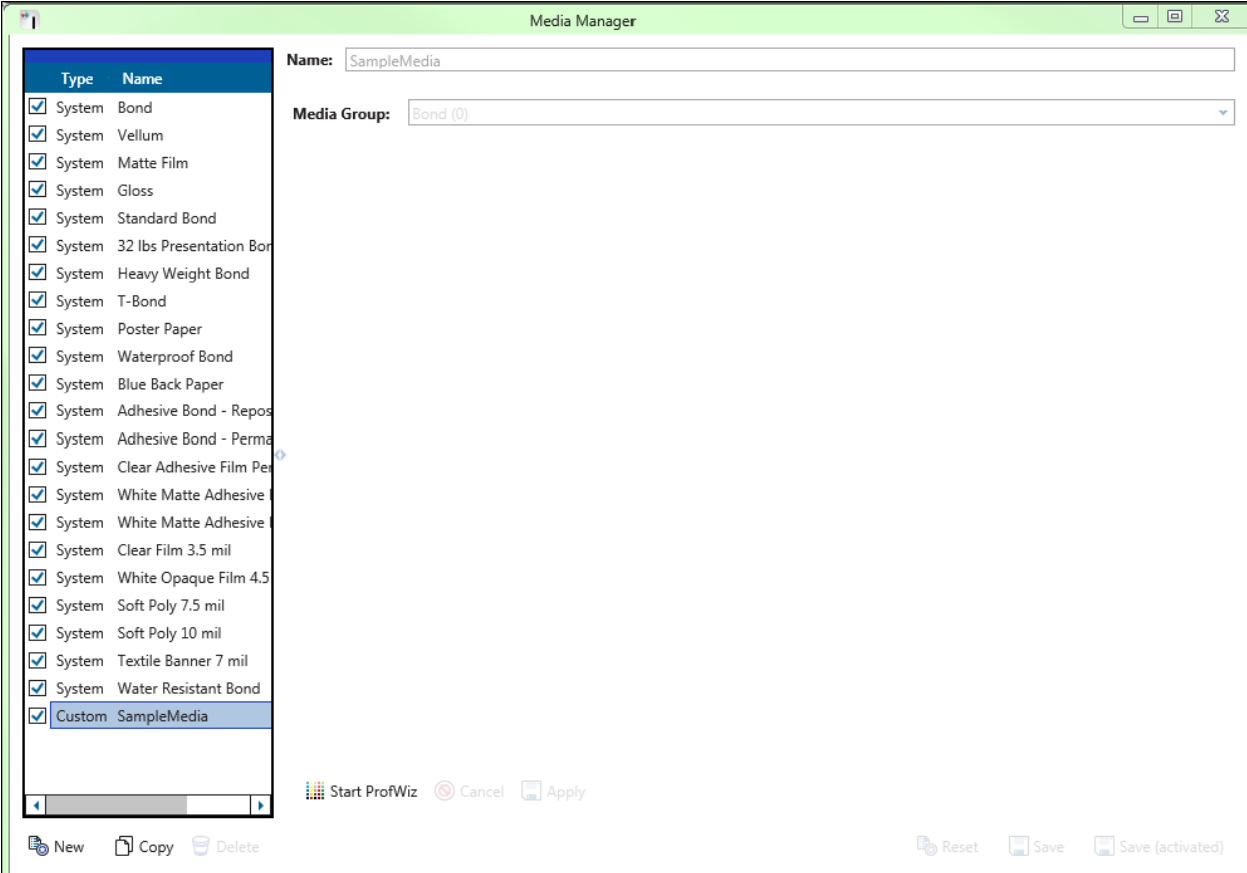 Media Manager
Name: SampleMedia
Media Group: Bond (0)
Type Name
System Bond
System Vellum
System Matte Film
System Gloss
System Standard Bond
System 32 lbs Presentation Bon
System Heavy Weight Bond
System T-Bond
System Poster Paper
System Waterproof Bond
System Blue Back Paper
System Adhesive Bond - Repos
System Adhesive Bond - Perma
System Clear Adhesive Film Per
System White Matte Adhesive
System White Matte Adhesive
System Clear Film 3.5 mil
System White Opaque Film 4.5
System Soft Poly 7.5 mil
System Soft Poly 10 mil
System Textile Banner 7 mil
System Water Resistant Bond
Custom SampleMedia
Start ProfWiz Cancel Apply
New Copy Delete Reset Save Save (activated)